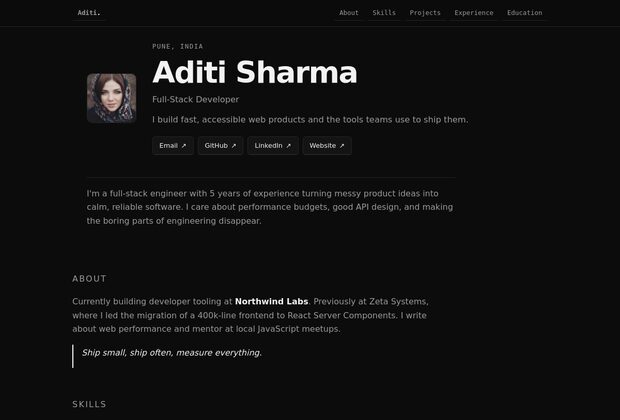 Aditi.
About Skills Projects Experience Education
PUNE, INDIA
Aditi Sharma
Full-Stack Developer
I build fast, accessible web products and the tools teams use to ship them.
Email ↗ GitHub ↗ LinkedIn ↗ Website ↗
I'm a full-stack engineer with 5 years of experience turning messy product ideas into
calm, reliable software. I care about performance budgets, good API design, and making
the boring parts of engineering disappear.
ABOUT
Currently building developer tooling at Northwind Labs. Previously at Zeta Systems,
where I led the migration of a 400k-line frontend to React Server Components. I write
about web performance and mentor at local JavaScript meetups.
Ship small, ship often, measure everything.
SKILLS